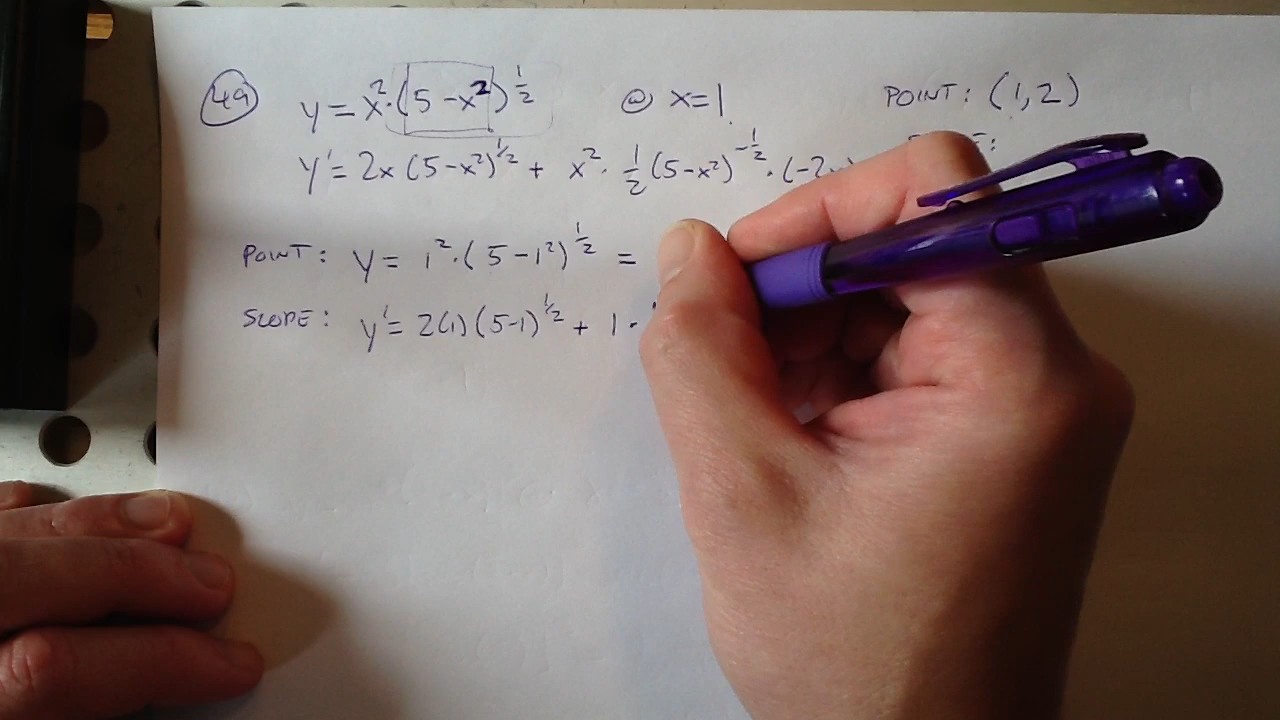 49 y = x²·(5-x²)^½ @ x=1 POINT: (1,2)
y' = 2x(5-x²)^½ + x²·½(5-x²)^-½·(-2x
POINT: y = 1²·(5-1²)^½ =
SLOPE: y' = 2(1)(5-1)^½ + 1·